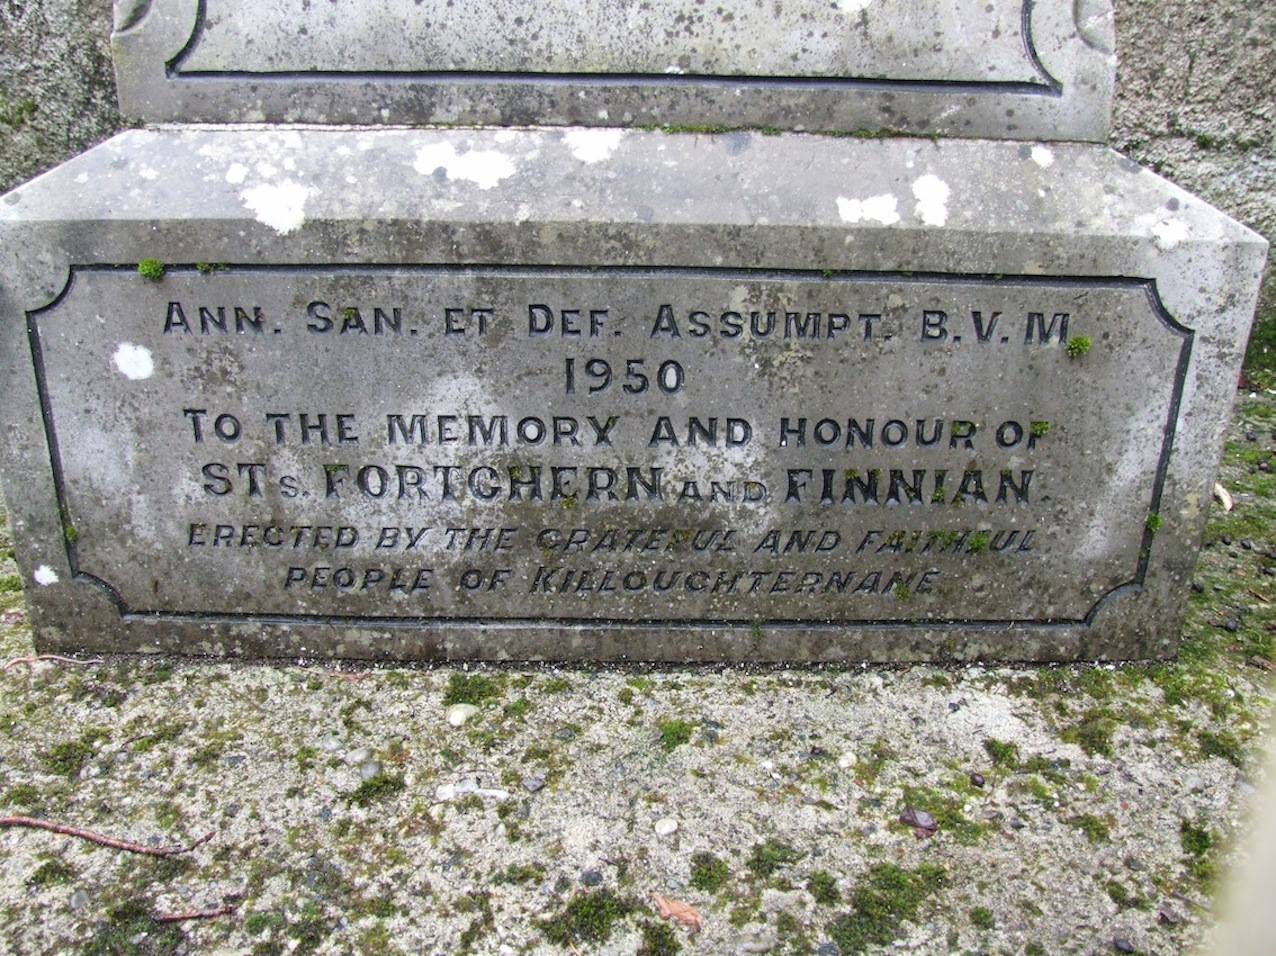 ANN. SAN. ET DEF. ASSUMPT. B.V.M
1950
TO THE MEMORY AND HONOUR OF
STS. FORTCHERN AND FINNIAN.
ERECTED BY THE GRATEFUL AND FAITHFUL
PEOPLE OF KILLOUGHTERNANE